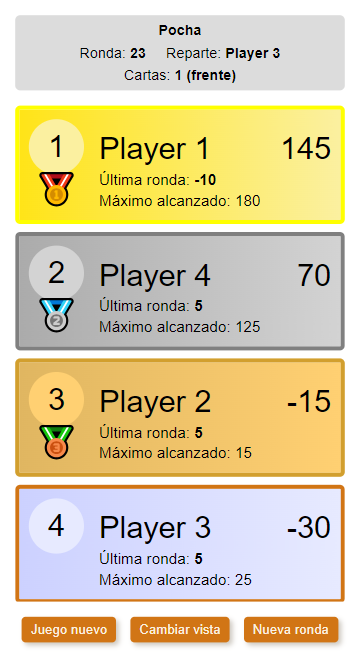 Pocha
Ronda: 23 Reparte: Player 3
Cartas: 1 (frente)
1
Player 1 145
Última ronda: -10
1
Máximo alcanzado: 180
2
Player 4 70
Última ronda: 5
2
Máximo alcanzado: 125
3
Player 2 -15
Última ronda: 5
3
Máximo alcanzado: 15
4
Player 3 -30
Última ronda: 5
Máximo alcanzado: 25
Juego nuevo Cambiar vista Nueva ronda